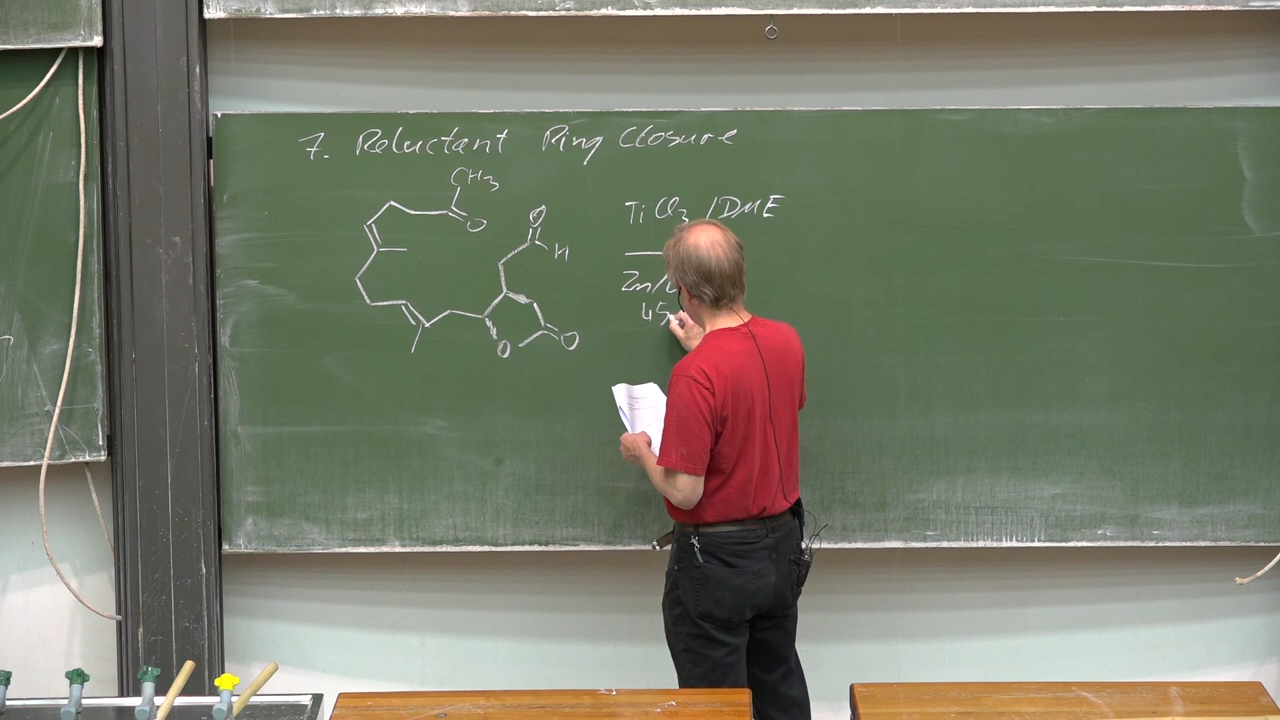 7. Reluctant Ring Closure
CH3
O
O
H
O
O
TiCl3 /DME
Zn/
45